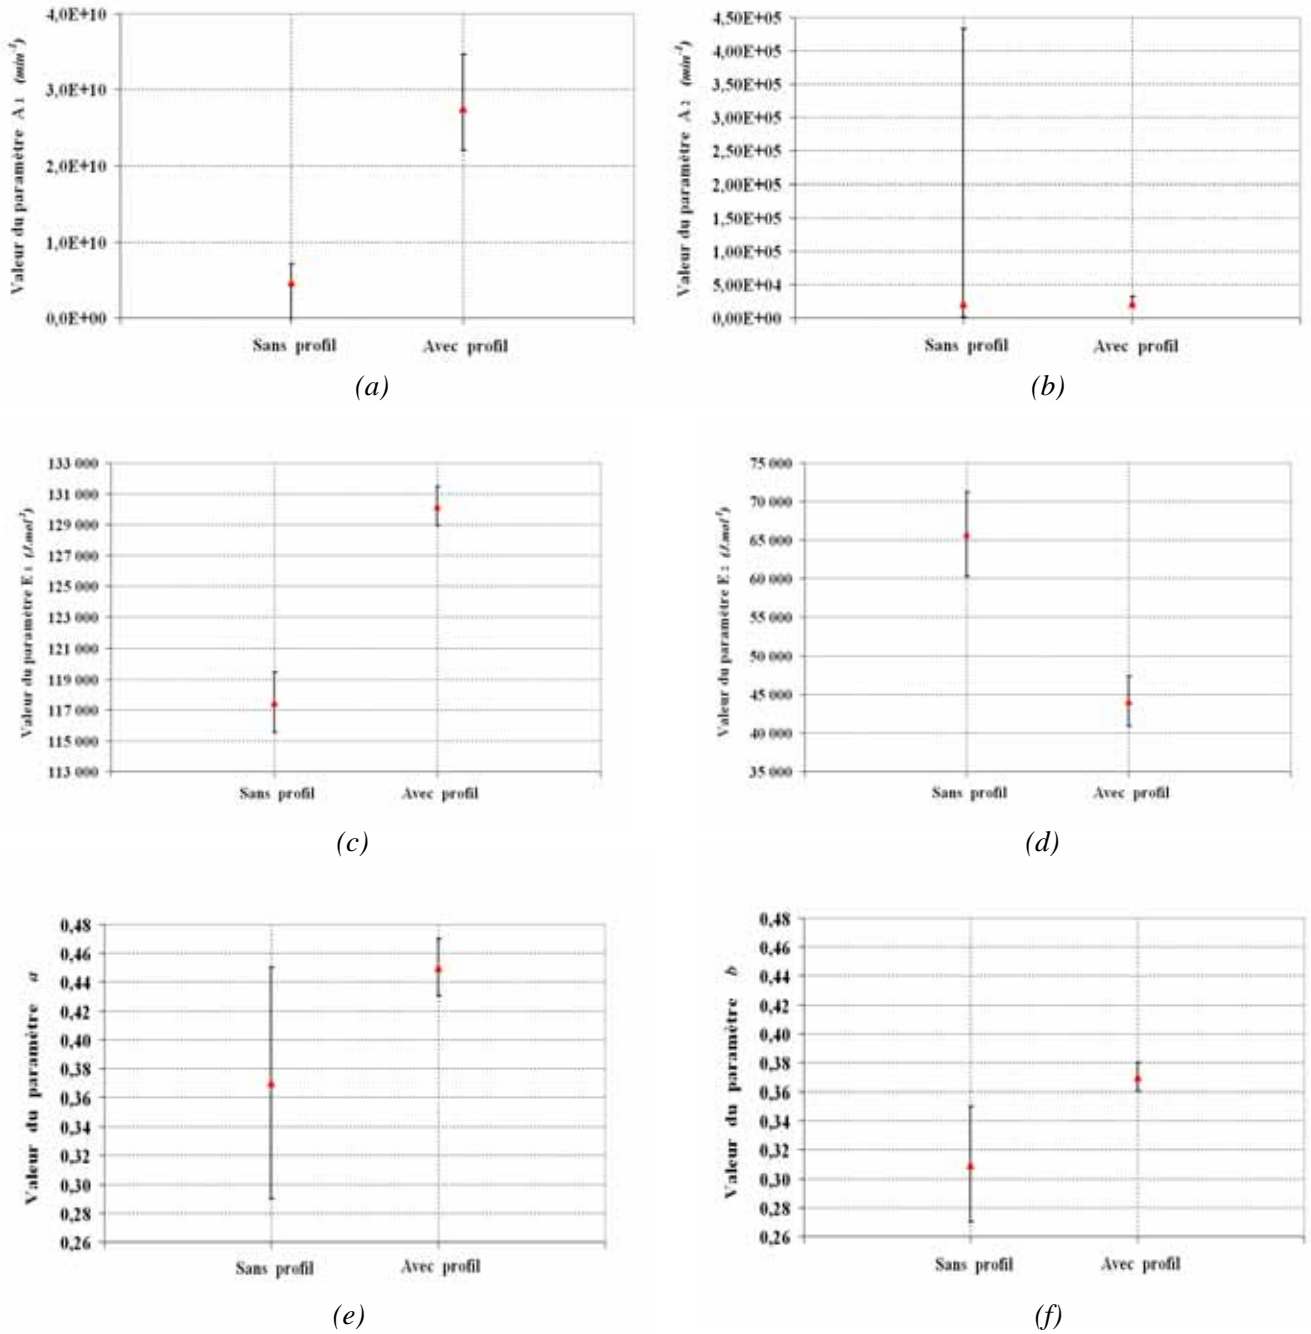 Valeur du paramètre A₁ (min⁻¹)
4,0E+10
3,0E+10
2,0E+10
1,0E+10
0,0E+00
Sans profil Avec profil
(a)
Valeur du paramètre A₂ (min⁻¹)
4,50E+05
4,00E+05
3,50E+05
3,00E+05
2,50E+05
2,00E+05
1,50E+05
1,00E+05
5,00E+04
0,00E+00
Sans profil Avec profil
(b)
Valeur du paramètre E₁ (J.mol⁻¹)
133 000
131 000
129 000
127 000
125 000
123 000
121 000
119 000
117 000
115 000
113 000
Sans profil Avec profil
(c)
Valeur du paramètre E₂ (J.mol⁻¹)
75 000
70 000
65 000
60 000
55 000
50 000
45 000
40 000
35 000
Sans profil Avec profil
(d)
Valeur du paramètre a
0,48
0,46
0,44
0,42
0,40
0,38
0,36
0,34
0,32
0,30
0,28
0,26
Sans profil Avec profil
(e)
Valeur du paramètre b
0,48
0,46
0,44
0,42
0,40
0,38
0,36
0,34
0,32
0,30
0,28
0,26
Sans profil Avec profil
(f)